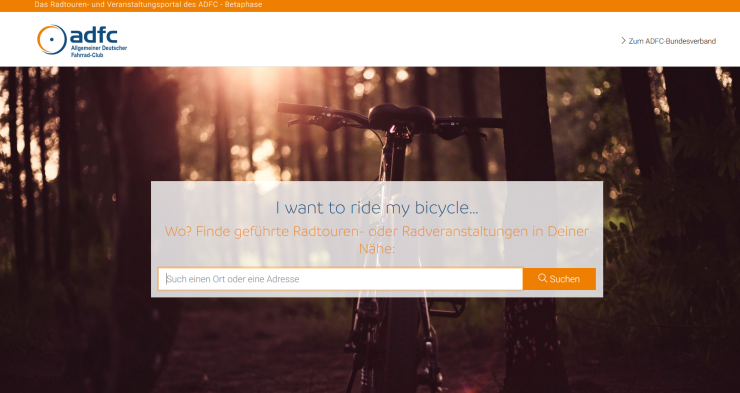 Das Radtouren- und Veranstaltungsportal des ADFC - Betaphase
adfc
Allgemeiner Deutscher
Fahrrad-Club
Zum ADFC-Bundesverband
I want to ride my bicycle...
Wo? Finde geführte Radtouren- oder Radveranstaltungen in Deiner
Nähe:
Such einen Ort oder eine Adresse
Suchen